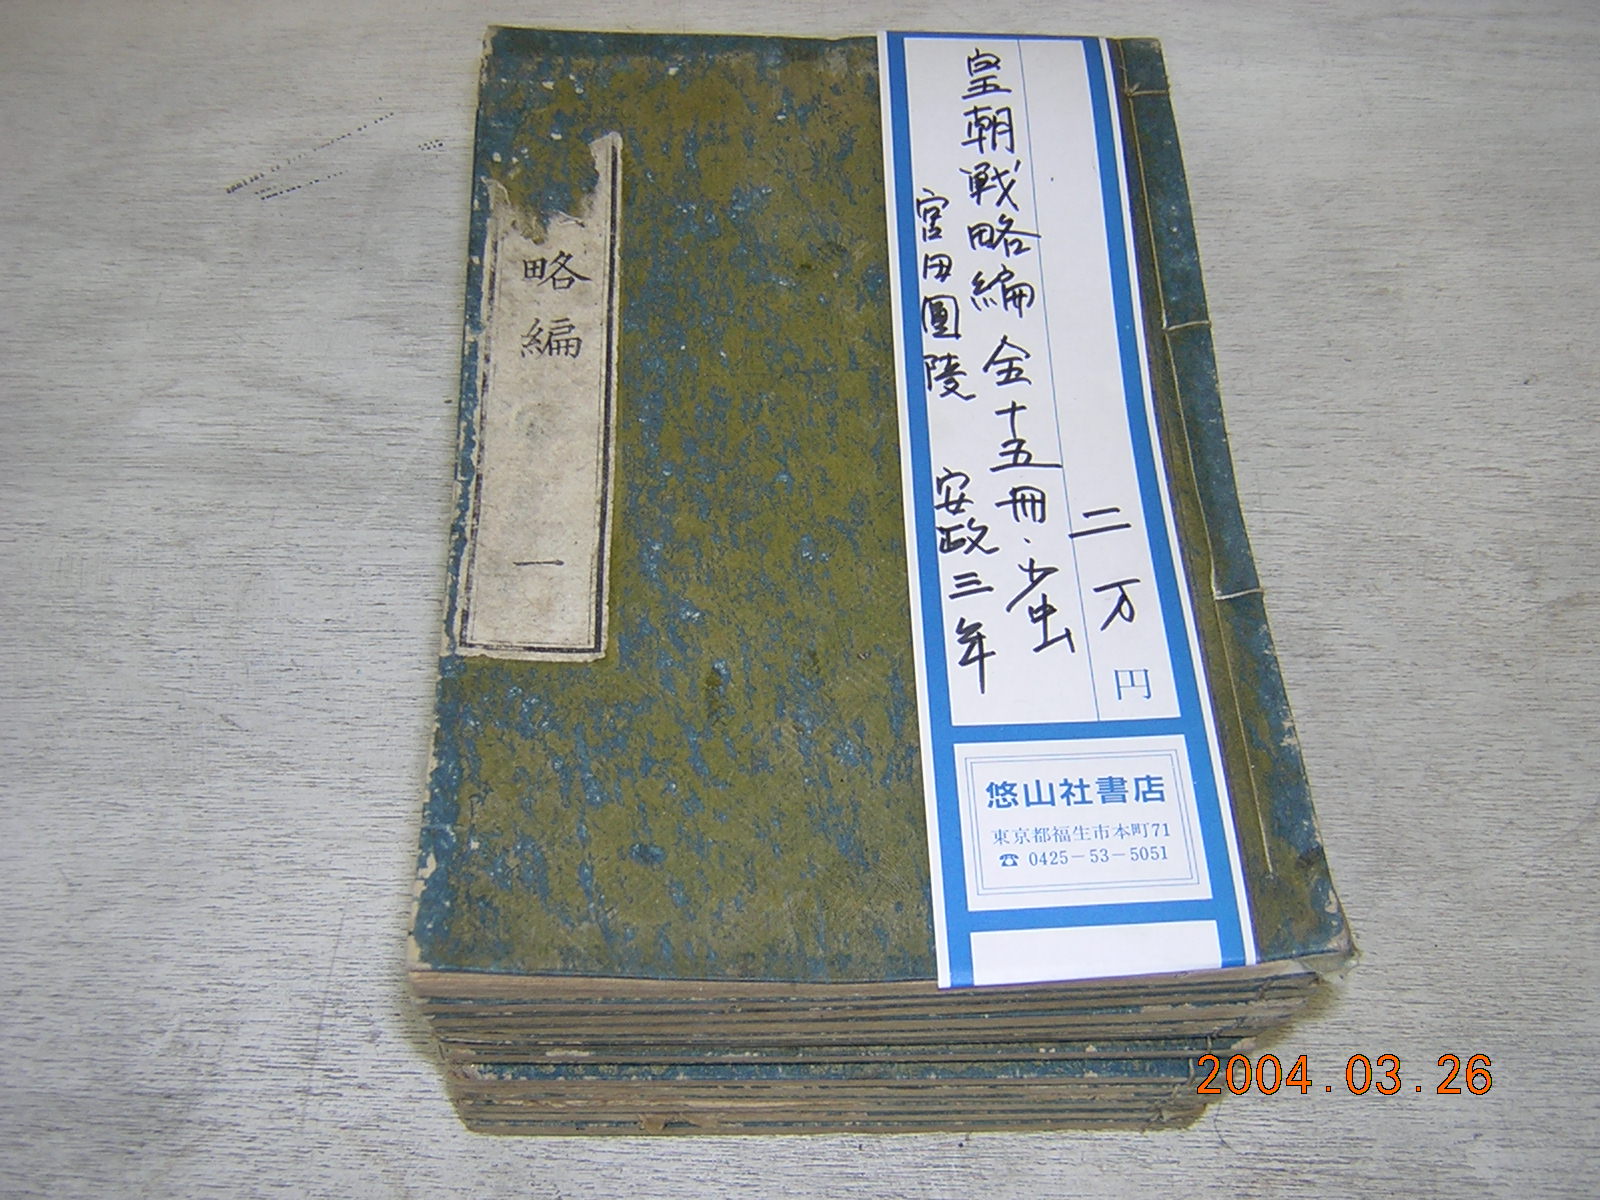 二万円
皇朝戦略編 全十五冊・少虫
宮田圓陵 安政三年
略編 一
悠山社書店
東京都福生市本町71
☎ 0425-53-5051
2004.03.26